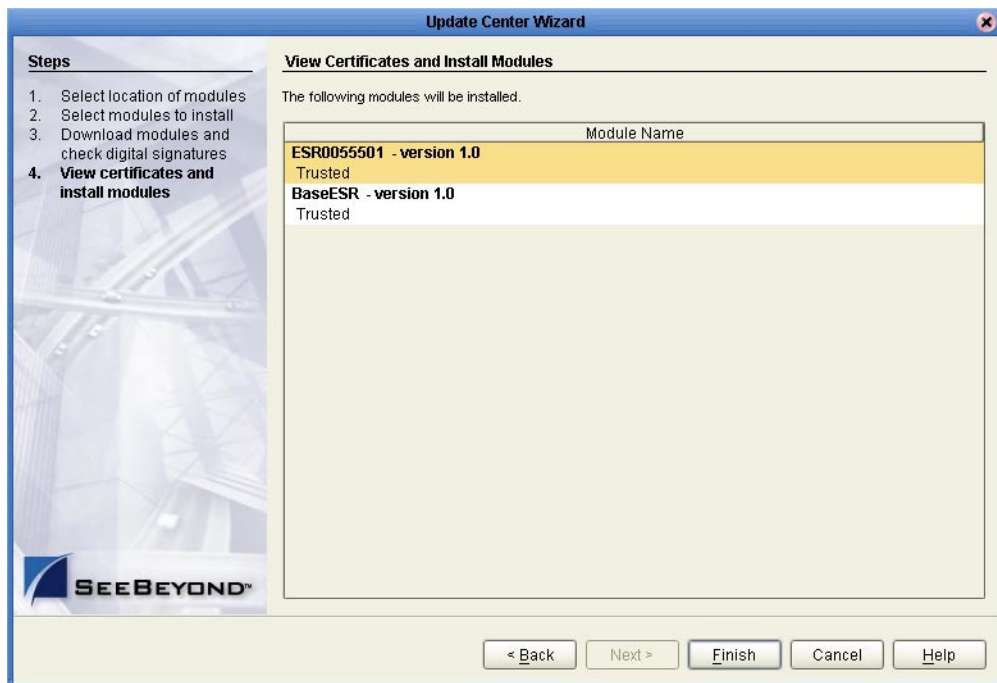 Update Center Wizard
Steps
1. Select location of modules
2. Select modules to install
3. Download modules and
check digital signatures
4. View certificates and
install modules
SEEBEYOND™
View Certificates and Install Modules
The following modules will be installed.
Module Name
ESR0055501 - version 1.0
Trusted
BaseESR - version 1.0
Trusted
< Back
Next >
Finish
Cancel
Help